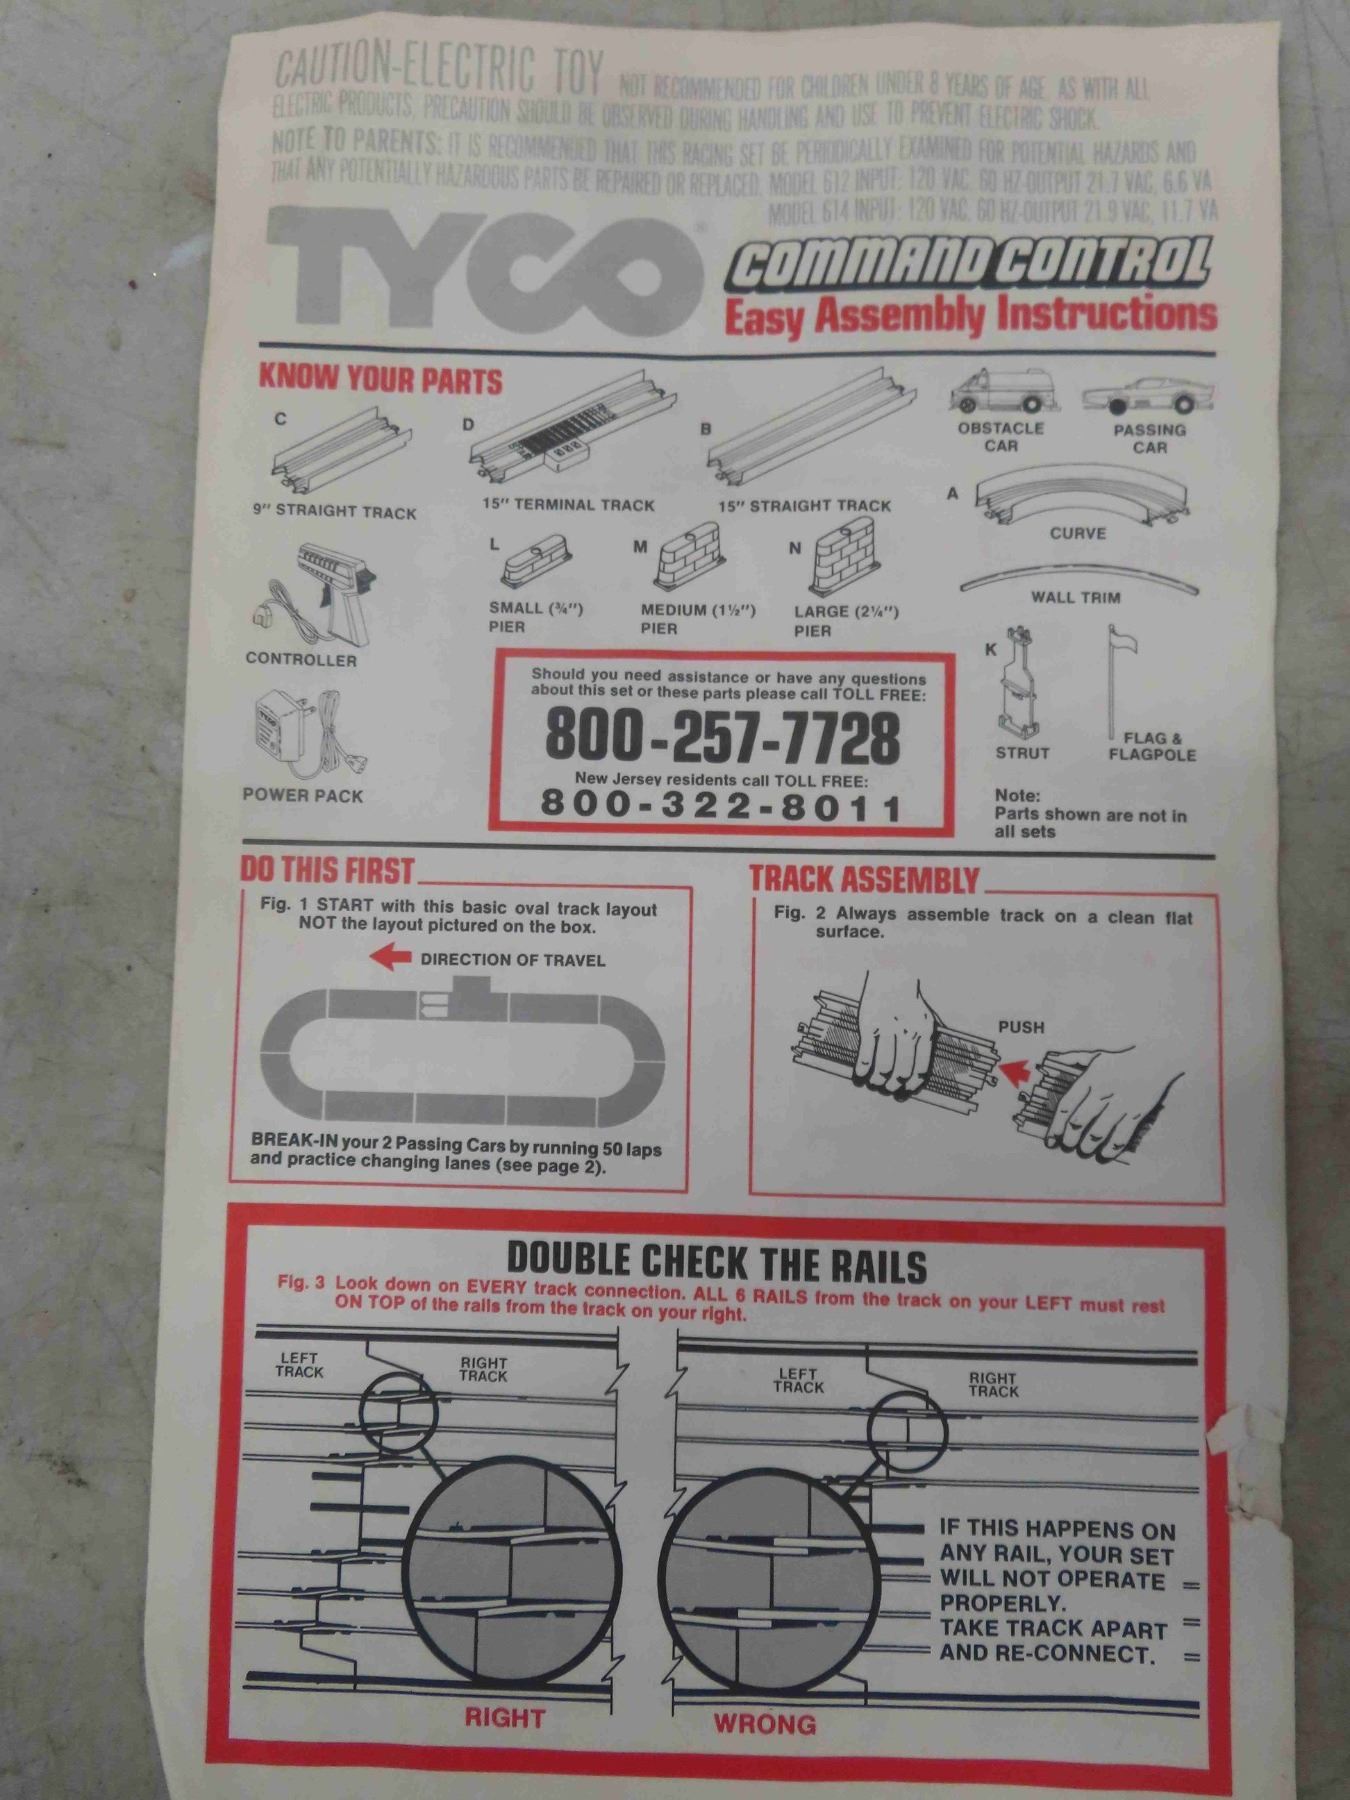 CAUTION-ELECTRIC TOY NOT RECOMMENDED FOR CHILDREN UNDER 8 YEARS OF AGE. AS WITH ALL
ELECTRIC PRODUCTS, PRECAUTION SHOULD BE OBSERVED DURING HANDLING AND USE TO PREVENT ELECTRIC SHOCK.
NOTE TO PARENTS: IT IS RECOMMENDED THAT THIS RACING SET BE PERIODICALLY EXAMINED FOR POTENTIAL HAZARDS AND
THAT ANY POTENTIALLY HAZARDOUS PARTS BE REPAIRED OR REPLACED. MODEL 612 INPUT: 120 VAC, 60 HZ-OUTPUT 21.7 VAC, 6.6 VA
MODEL 614 INPUT: 120 VAC, 60 HZ-OUTPUT 21.9 VAC, 11.7 VA
TYCO®
COMMAND CONTROL
Easy Assembly Instructions
KNOW YOUR PARTS
C
9" STRAIGHT TRACK
D
15" TERMINAL TRACK
B
15" STRAIGHT TRACK
OBSTACLE
CAR
PASSING
CAR
A
CURVE
CONTROLLER
L
SMALL (¾")
PIER
M
MEDIUM (1½")
PIER
N
LARGE (2¼")
PIER
WALL TRIM
TYCO
POWER PACK
Should you need assistance or have any questions
about this set or these parts please call TOLL FREE:
800-257-7728
New Jersey residents call TOLL FREE:
800-322-8011
K
STRUT
FLAG &
FLAGPOLE
Note:
Parts shown are not in
all sets
DO THIS FIRST
Fig. 1 START with this basic oval track layout
NOT the layout pictured on the box.
DIRECTION OF TRAVEL
BREAK-IN your 2 Passing Cars by running 50 laps
and practice changing lanes (see page 2).
TRACK ASSEMBLY
Fig. 2 Always assemble track on a clean flat
surface.
PUSH
DOUBLE CHECK THE RAILS
Fig. 3 Look down on EVERY track connection. ALL 6 RAILS from the track on your LEFT must rest
ON TOP of the rails from the track on your right.
LEFT
TRACK
RIGHT
TRACK
RIGHT
LEFT
TRACK
RIGHT
TRACK
IF THIS HAPPENS ON
ANY RAIL, YOUR SET
WILL NOT OPERATE
PROPERLY.
TAKE TRACK APART
AND RE-CONNECT.
WRONG